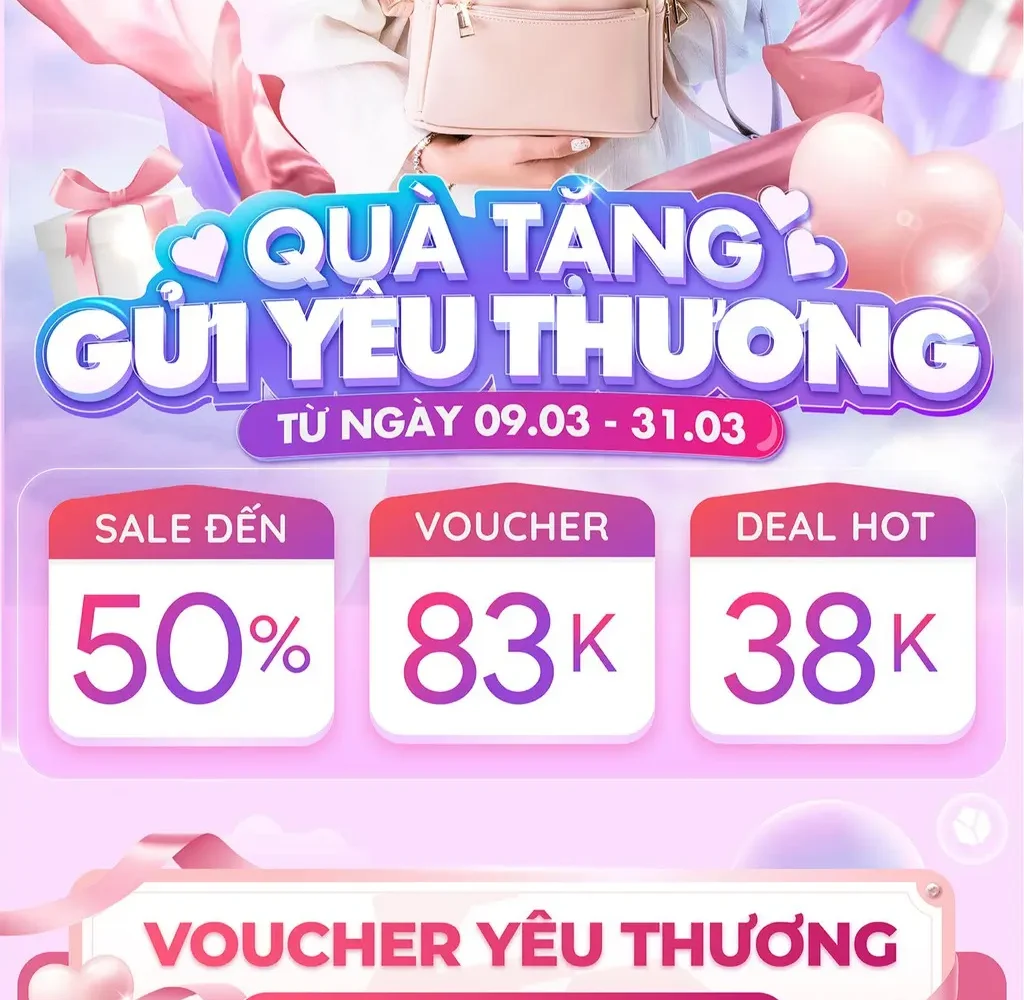 QUÀ TẶNG
GỬI YÊU THƯƠNG
TỪ NGÀY 09.03 - 31.03
SALE ĐẾN
50%
VOUCHER
83K
DEAL HOT
38K
VOUCHER YÊU THƯƠNG